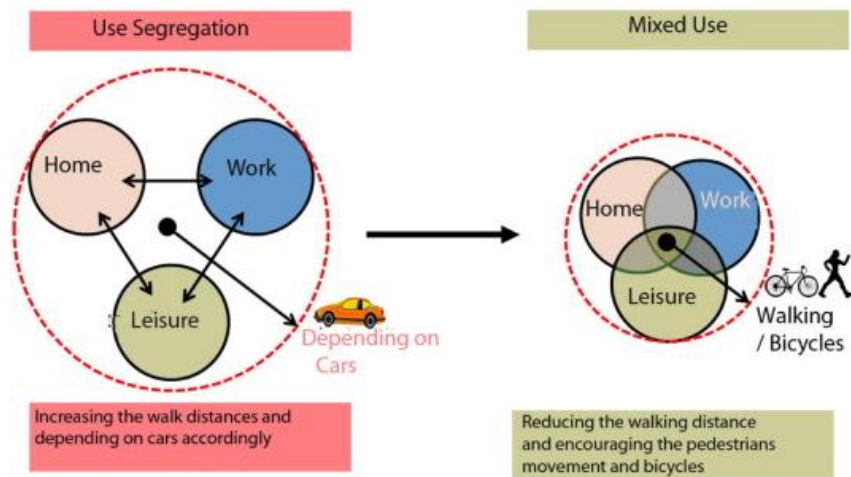 Use Segregation
Mixed Use
Home
Work
Leisure
Depending on
Cars
Home
Work
Leisure
Walking
/ Bicycles
Increasing the walk distances and
depending on cars accordingly
Reducing the walking distance
and encouraging the pedestrians
movement and bicycles